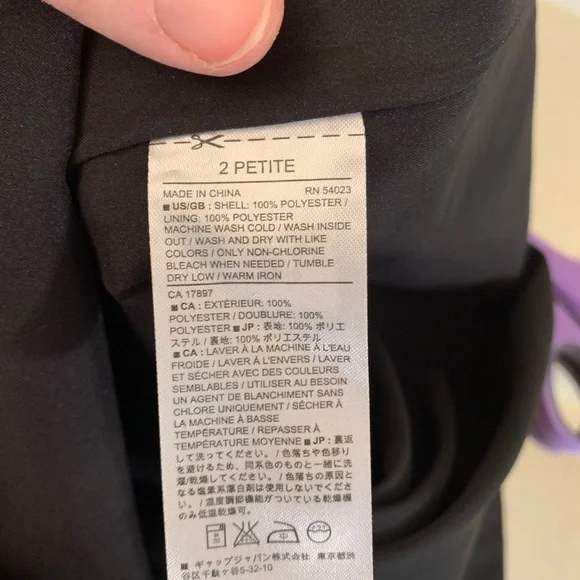 2 PETITE
MADE IN CHINA RN 54023
■ US/GB : SHELL: 100% POLYESTER /
LINING: 100% POLYESTER
MACHINE WASH COLD / WASH INSIDE
OUT / WASH AND DRY WITH LIKE
COLORS / ONLY NON-CHLORINE
BLEACH WHEN NEEDED / TUMBLE
DRY LOW / WARM IRON
CA 17897
■ CA : EXTÉRIEUR: 100%
POLYESTER / DOUBLURE: 100%
POLYESTER ■ JP : 表地: 100% ポリエ
ステル / 裏地: 100% ポリエステル
■ CA : LAVER À LA MACHINE À L'EAU
FROIDE / LAVER À L'ENVERS / LAVER
ET SÉCHER AVEC DES COULEURS
SEMBLABLES / UTILISER AU BESOIN
UN AGENT DE BLANCHIMENT SANS
CHLORE UNIQUEMENT / SÉCHER À
LA MACHINE À BASSE
TEMPÉRATURE / REPASSER À
TEMPÉRATURE MOYENNE ■ JP : 裏返
して洗ってください。/ 色落ちや色移り
を避けるため、同系色のものと一緒に洗
濯/乾燥してください。/ 色落ちの原因と
なる塩素系漂白剤は使用しないでくださ
い。/ 温度調節機能がついている乾燥機
のみ低温乾燥可。
■ ギャップジャパン株式会社 東京都渋
谷区千駄ヶ谷5-32-10